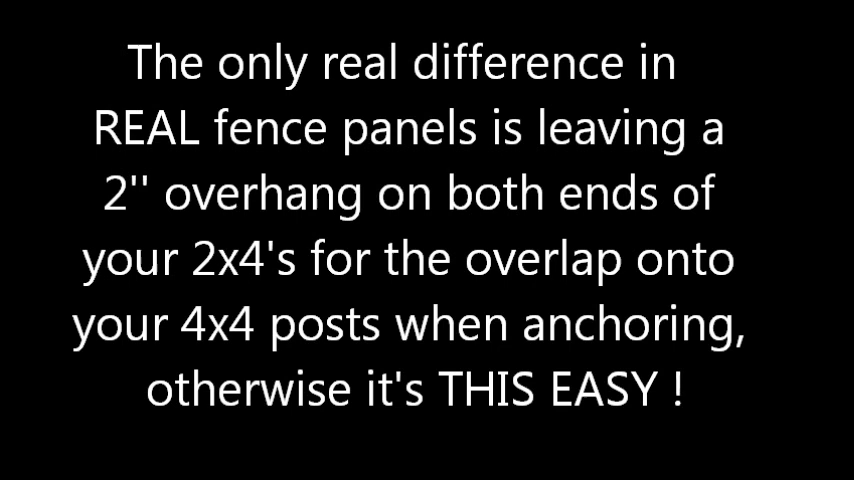 The only real difference in
REAL fence panels is leaving a
2'' overhang on both ends of
your 2x4's for the overlap onto
your 4x4 posts when anchoring,
otherwise it's THIS EASY !